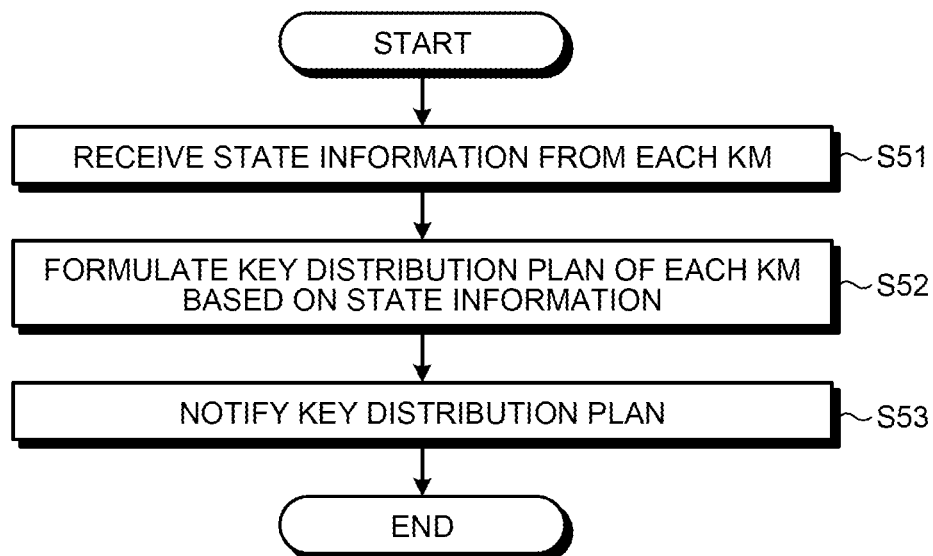 START
RECEIVE STATE INFORMATION FROM EACH KM
S51
FORMULATE KEY DISTRIBUTION PLAN OF EACH KM
BASED ON STATE INFORMATION
S52
NOTIFY KEY DISTRIBUTION PLAN
S53
END